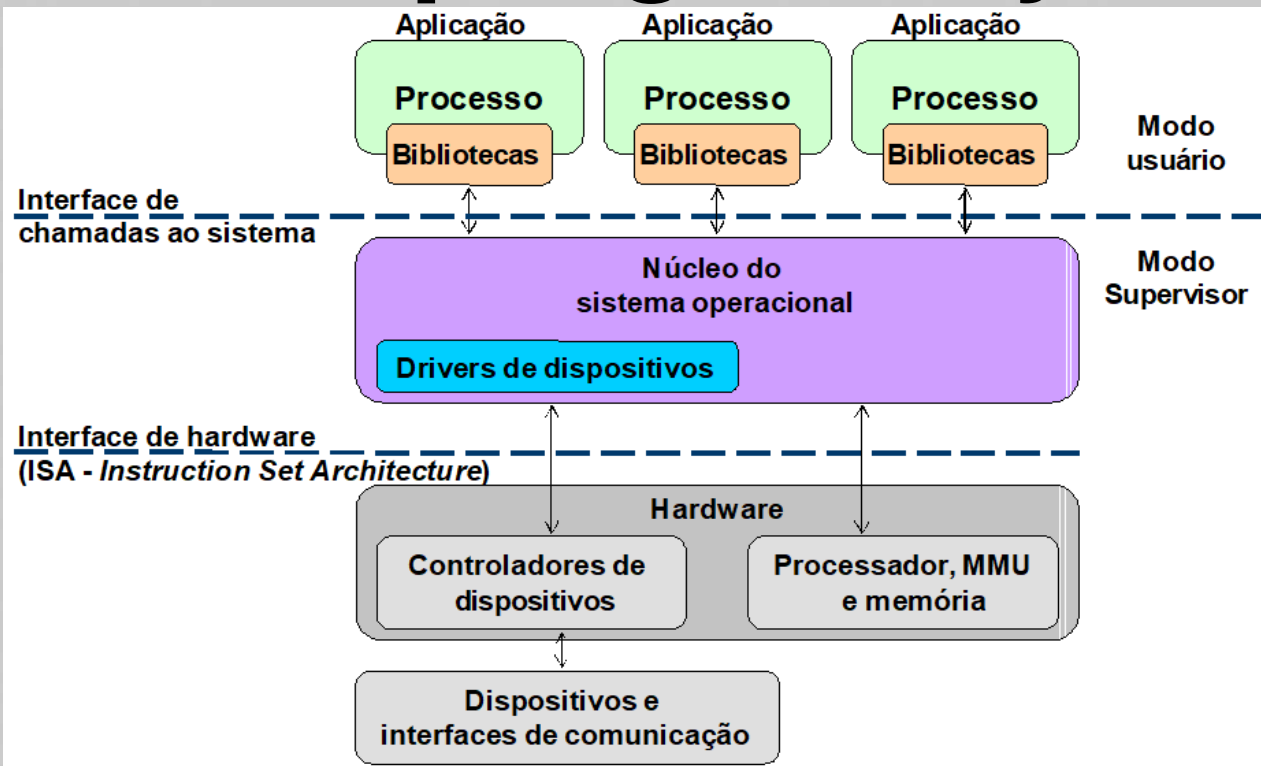 Aplicação Aplicação Aplicação
Processo Processo Processo
Bibliotecas Bibliotecas Bibliotecas
Modo
usuário
Interface de
chamadas ao sistema
Núcleo do
sistema operacional
Modo
Supervisor
Drivers de dispositivos
Interface de hardware
(ISA - Instruction Set Architecture)
Hardware
Controladores de
dispositivos
Processador, MMU
e memória
Dispositivos e
interfaces de comunicação